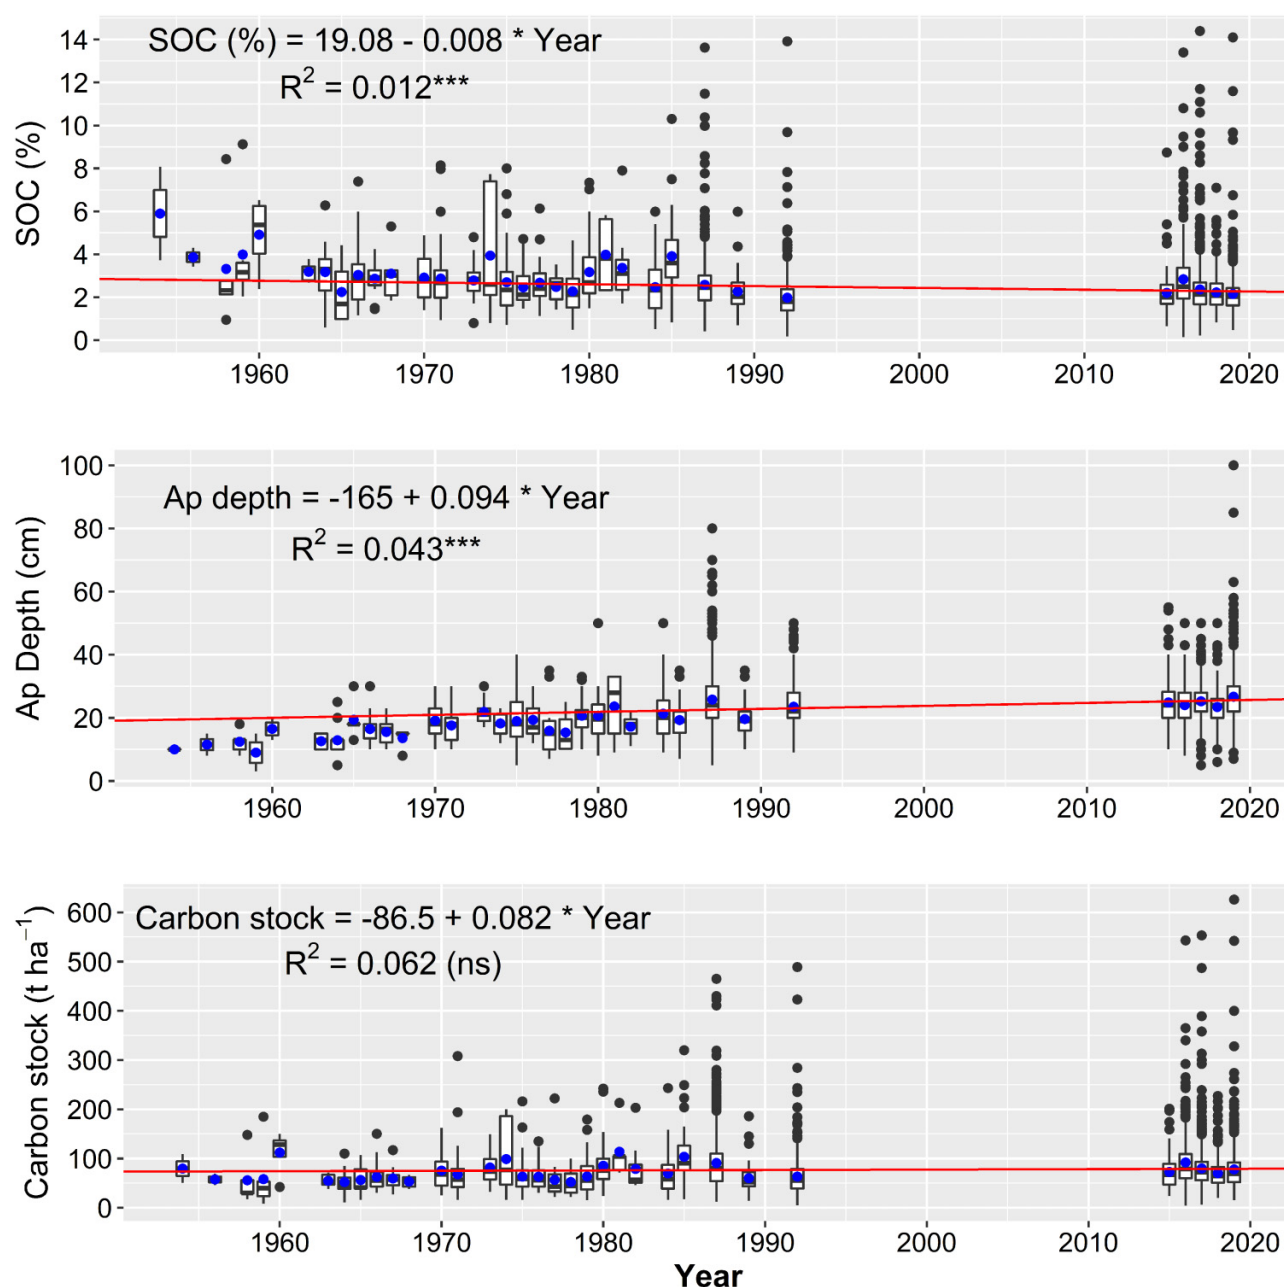 SOC (%) = 19.08 - 0.008 * Year
R² = 0.012***
SOC (%)
14
12
10
8
6
4
2
0
1960 1970 1980 1990 2000 2010 2020
Ap depth = -165 + 0.094 * Year
R² = 0.043***
Ap Depth (cm)
100
80
60
40
20
0
1960 1970 1980 1990 2000 2010 2020
Carbon stock = -86.5 + 0.082 * Year
R² = 0.062 (ns)
Carbon stock (t ha⁻¹)
600
500
400
300
200
100
0
1960 1970 1980 1990 2000 2010 2020
Year